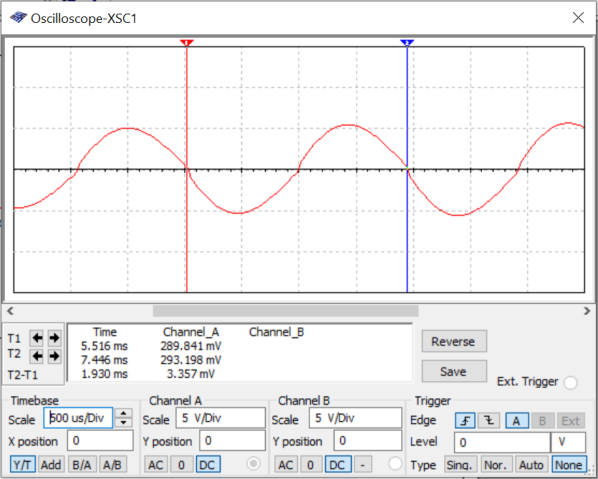 Oscilloscope-XSC1
1 2
T1
T2
T2-T1
Time Channel_A Channel_B
5.516 ms 289.841 mV
7.446 ms 293.198 mV
1.930 ms 3.357 mV
Reverse
Save
Ext. Trigger
Timebase
Scale 500 us/Div
X position 0
Y/T Add B/A A/B
Channel A
Scale 5 V/Div
Y position 0
AC 0 DC
Channel B
Scale 5 V/Div
Y position 0
AC 0 DC -
Trigger
Edge A B Ext
Level 0 V
Type Sing. Nor. Auto None